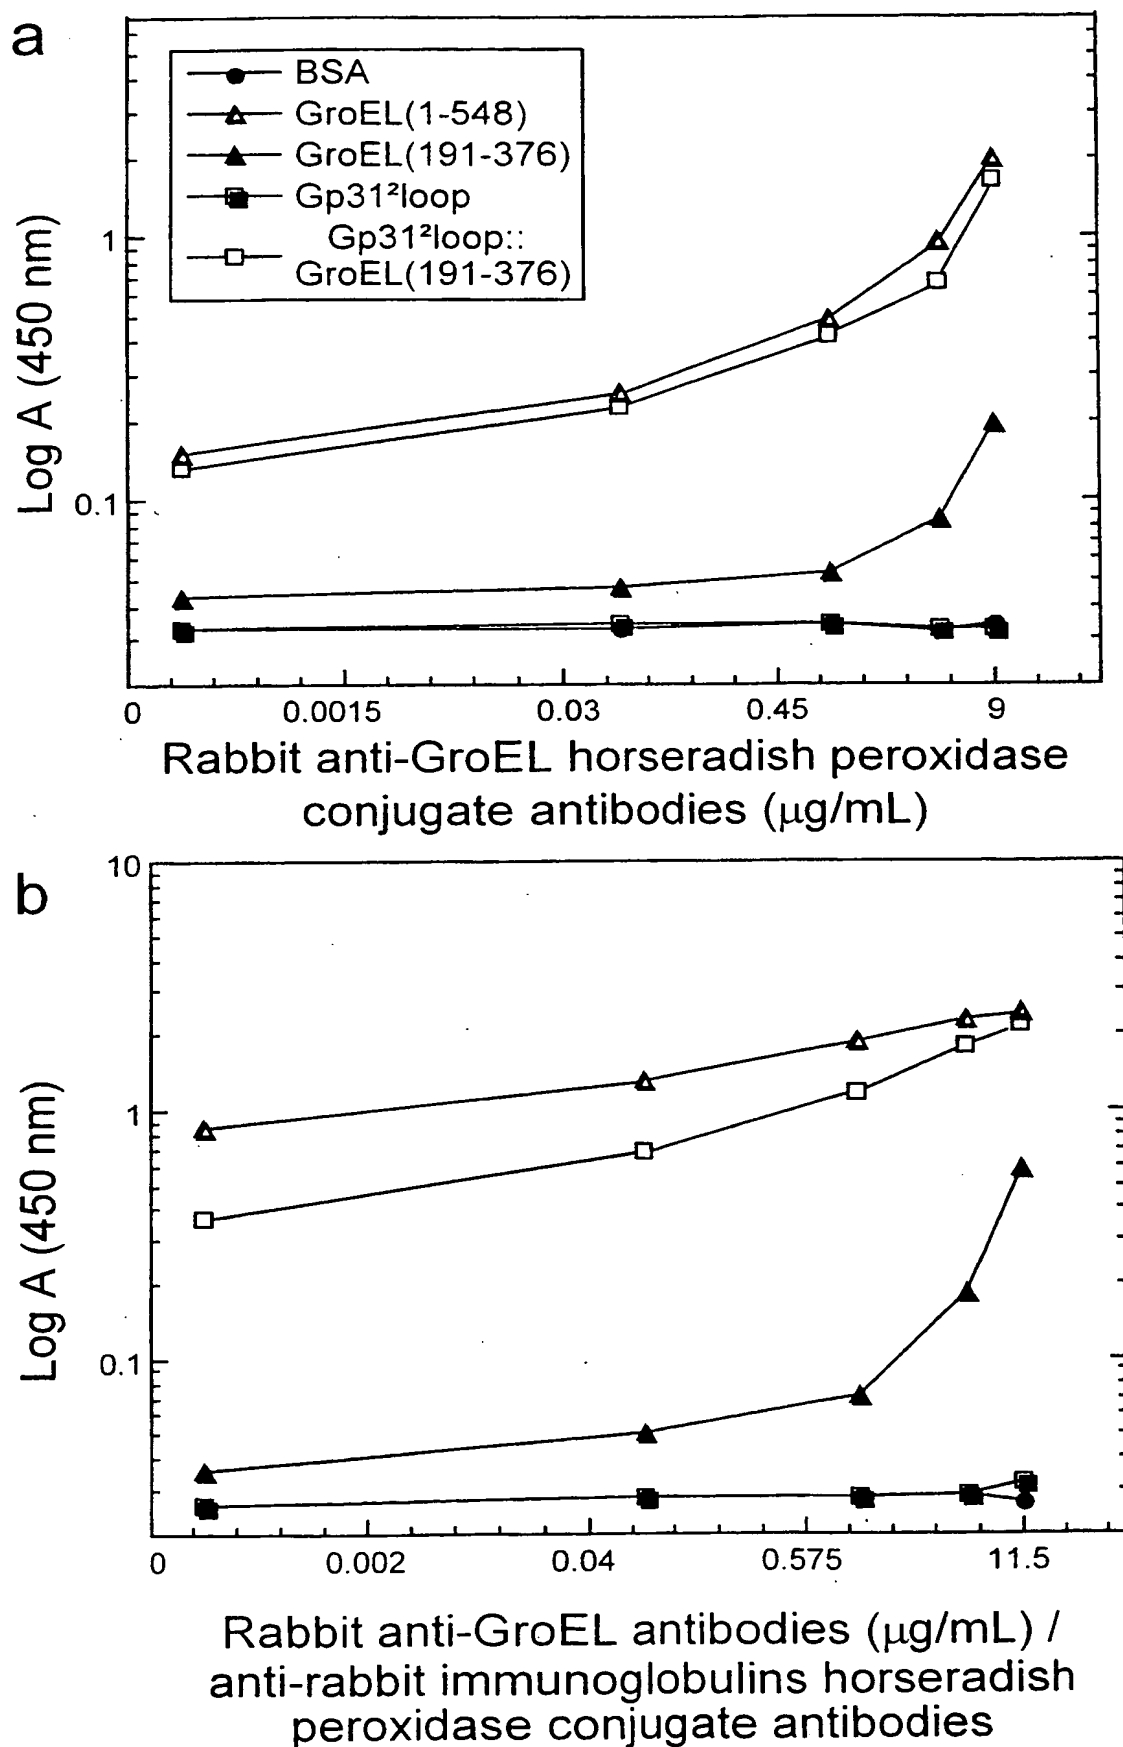 a
BSA
GroEL(1-548)
GroEL(191-376)
Gp31²loop
Gp31²loop::
GroEL(191-376)
Log A (450 nm)
1
0.1
0
0.0015
0.03
0.45
9
Rabbit anti-GroEL horseradish peroxidase
conjugate antibodies (μg/mL)
b
Log A (450 nm)
10
1
0.1
0
0.002
0.04
0.575
11.5
Rabbit anti-GroEL antibodies (μg/mL) /
anti-rabbit immunoglobulins horseradish
peroxidase conjugate antibodies